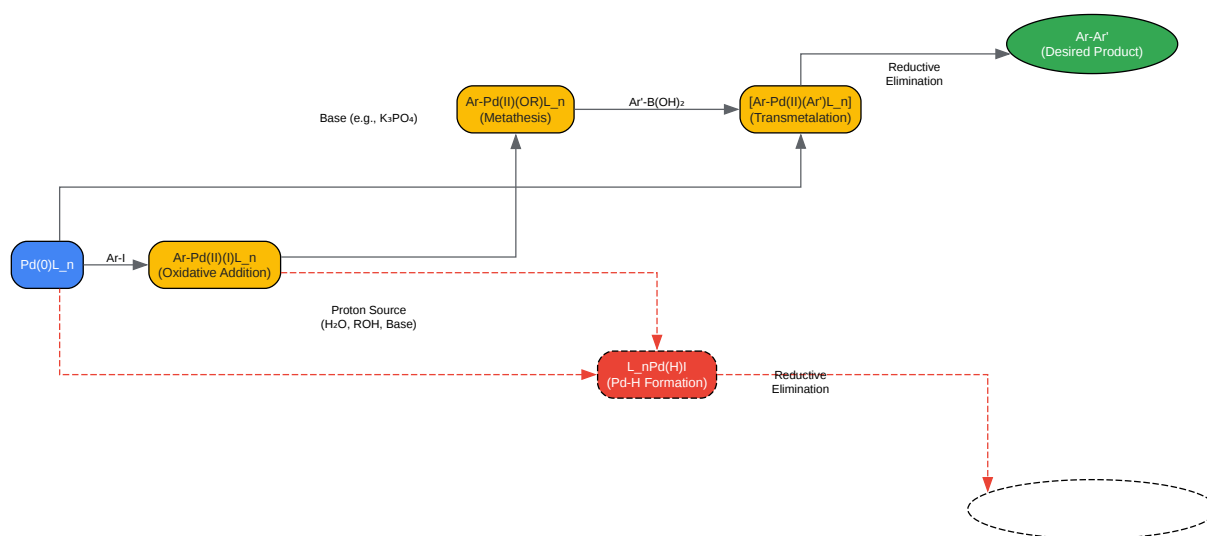 Ar-Ar'
(Desired Product)
Reductive
Elimination
Ar-Pd(II)(OR)L_n
(Metathesis)
Ar'-B(OH)₂
[Ar-Pd(II)(Ar')L_n]
(Transmetalation)
Base (e.g., K₃PO₄)
Pd(0)L_n
Ar-I
Ar-Pd(II)(I)L_n
(Oxidative Addition)
Proton Source
(H₂O, ROH, Base)
L_nPd(H)I
(Pd-H Formation)
Reductive
Elimination